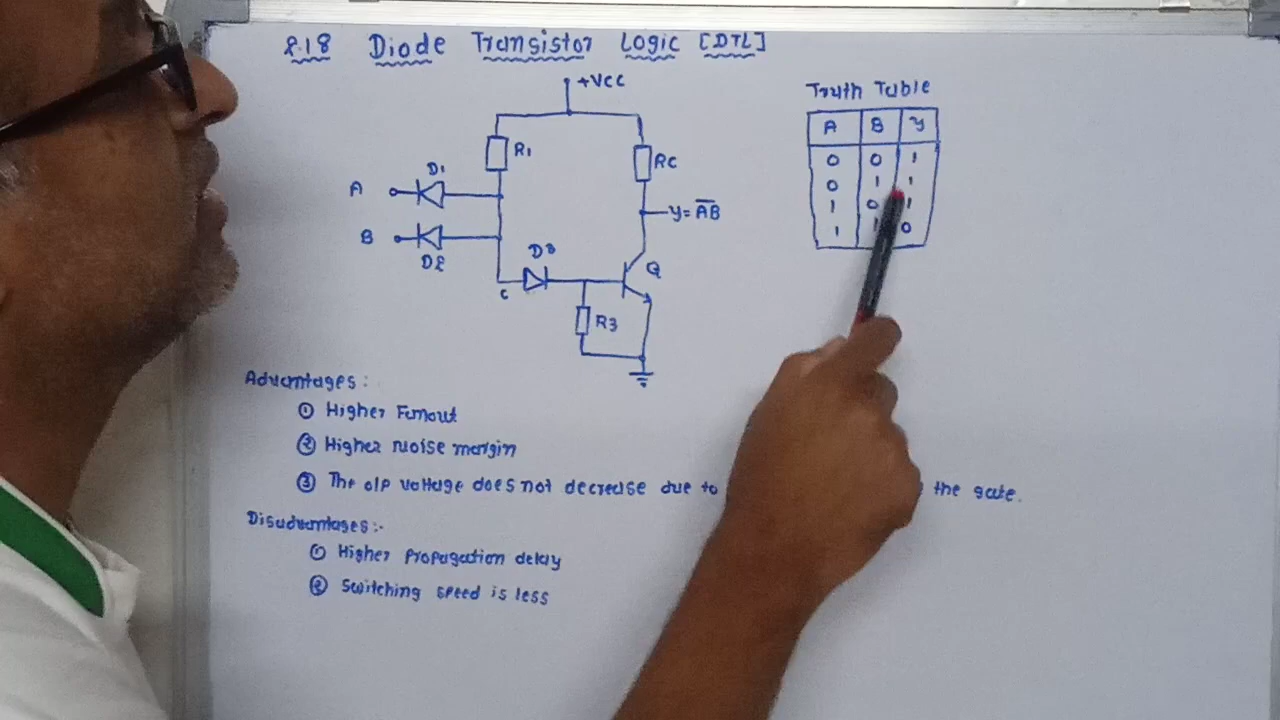 2.18 Diode Transistor Logic [DTL]
+VCC
R1
RC
D1
A
Y= A̅B̅
B
D2
D3
Q
C
R3
Truth Table
A B Y
0 0 1
0 1 1
1 0 1
1 1 0
Advantages:
① Higher Fanout
② Higher noise margin
③ The o/p voltage does not decrease due to the gate.
Disadvantages:-
① Higher propagation delay
② Switching speed is less